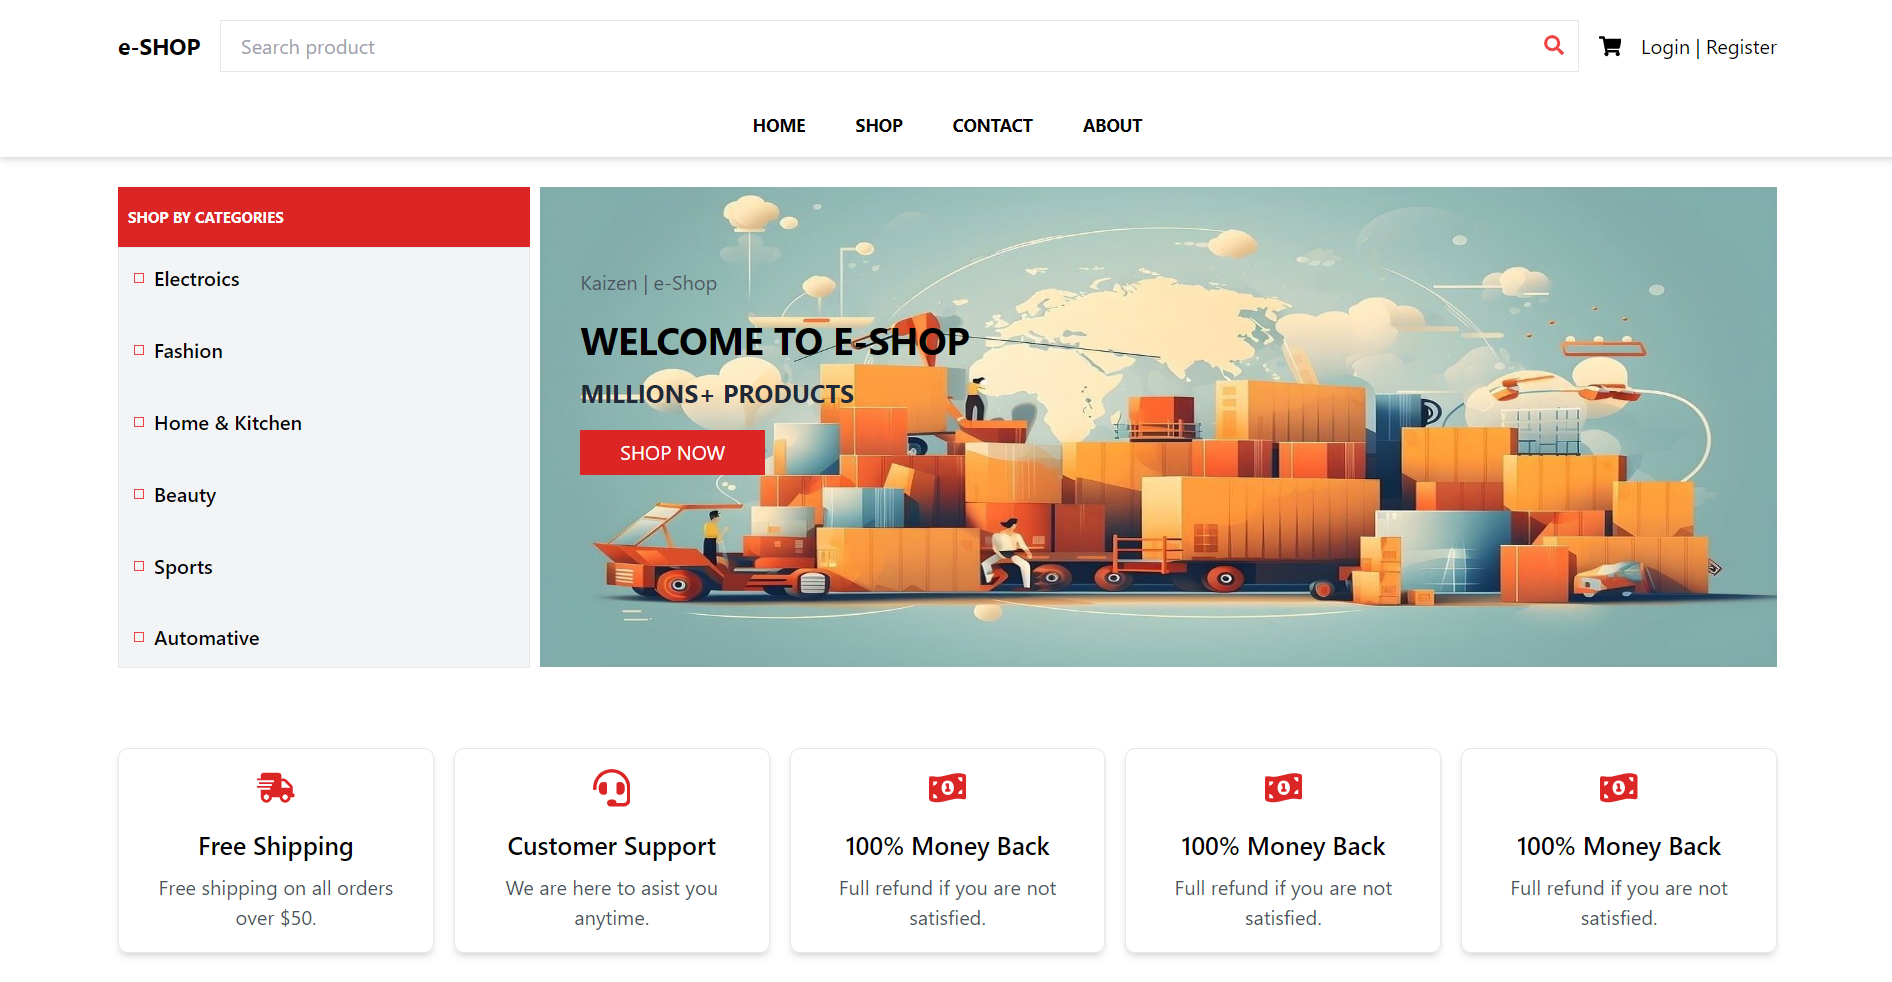 e-SHOP
Search product
Login | Register
HOME SHOP CONTACT ABOUT
SHOP BY CATEGORIES
Electroics
Fashion
Home & Kitchen
Beauty
Sports
Automative
Kaizen | e-Shop
WELCOME TO E-SHOP
MILLIONS+ PRODUCTS
SHOP NOW
Free Shipping
Free shipping on all orders
over $50.
Customer Support
We are here to asist you
anytime.
100% Money Back
Full refund if you are not
satisfied.
100% Money Back
Full refund if you are not
satisfied.
100% Money Back
Full refund if you are not
satisfied.